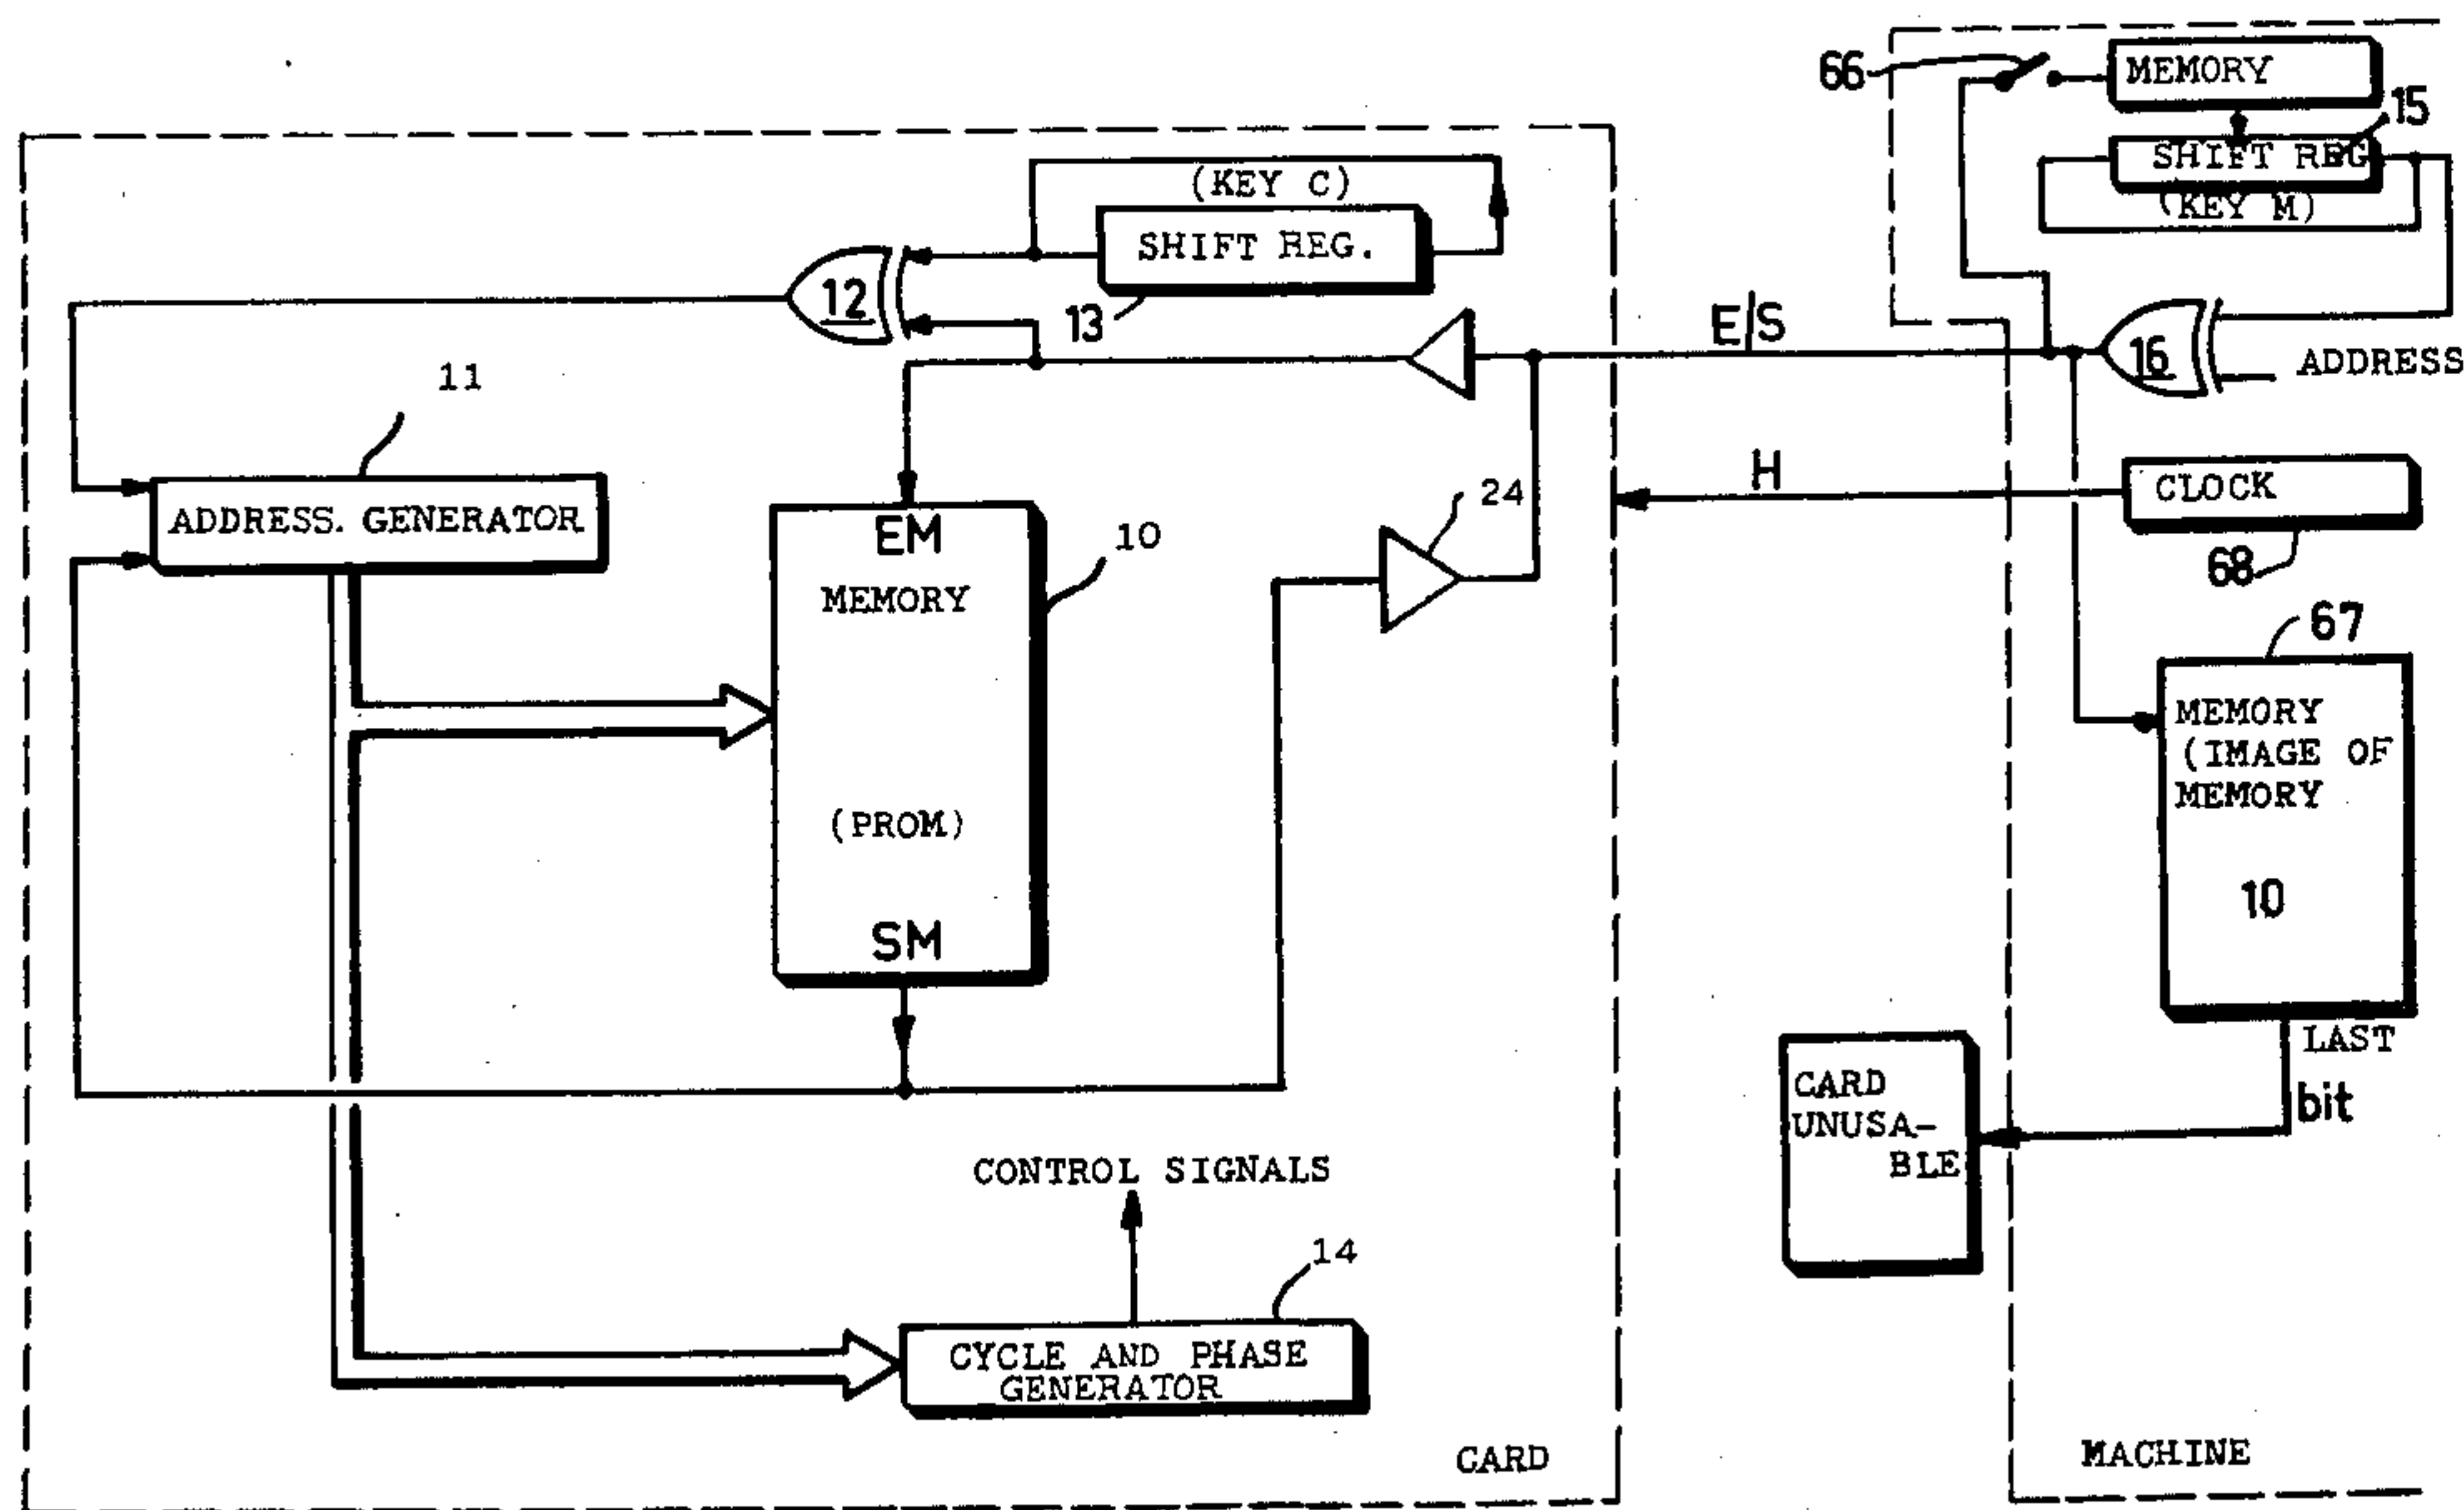 66
MEMORY
15
SHIFT REG
(KEY M)
(KEY C)
SHIFT REG.
12
13
E/S
16
ADDRESS
11
H
CLOCK
24
68
ADDRESS. GENERATOR
EM
10
MEMORY
(PROM)
SM
67
MEMORY
(IMAGE OF
MEMORY
10
LAST
bit
CARD
UNUSA-
BLE
CONTROL SIGNALS
14
CYCLE AND PHASE
GENERATOR
CARD
MACHINE